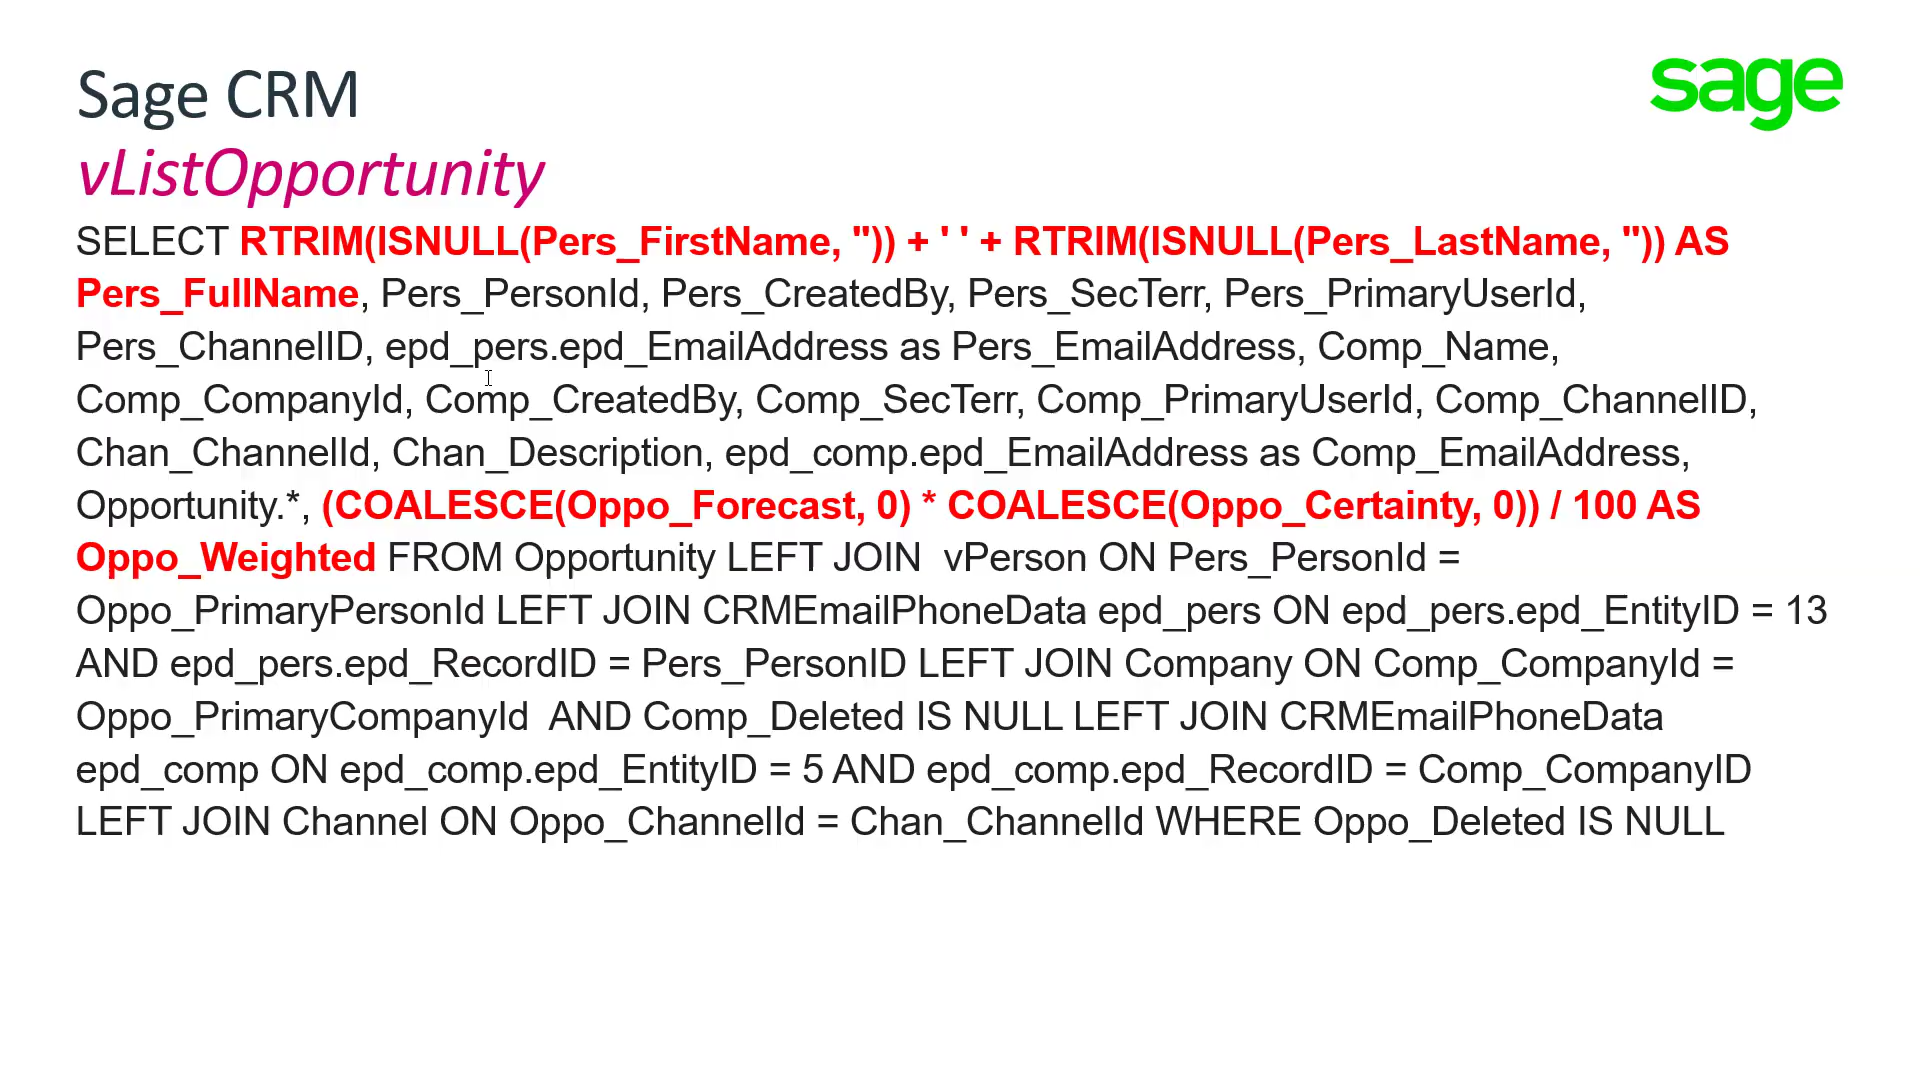 Sage CRM
sage
vListOpportunity
SELECT RTRIM(ISNULL(Pers_FirstName, '')) + ' ' + RTRIM(ISNULL(Pers_LastName, '')) AS
Pers_FullName, Pers_PersonId, Pers_CreatedBy, Pers_SecTerr, Pers_PrimaryUserId,
Pers_ChannelID, epd_pers.epd_EmailAddress as Pers_EmailAddress, Comp_Name,
Comp_CompanyId, Comp_CreatedBy, Comp_SecTerr, Comp_PrimaryUserId, Comp_ChannelID,
Chan_ChannelId, Chan_Description, epd_comp.epd_EmailAddress as Comp_EmailAddress,
Opportunity.*, (COALESCE(Oppo_Forecast, 0) * COALESCE(Oppo_Certainty, 0)) / 100 AS
Oppo_Weighted FROM Opportunity LEFT JOIN  vPerson ON Pers_PersonId =
Oppo_PrimaryPersonId LEFT JOIN CRMEmailPhoneData epd_pers ON epd_pers.epd_EntityID = 13
AND epd_pers.epd_RecordID = Pers_PersonID LEFT JOIN Company ON Comp_CompanyId =
Oppo_PrimaryCompanyId  AND Comp_Deleted IS NULL LEFT JOIN CRMEmailPhoneData
epd_comp ON epd_comp.epd_EntityID = 5 AND epd_comp.epd_RecordID = Comp_CompanyID
LEFT JOIN Channel ON Oppo_ChannelId = Chan_ChannelId WHERE Oppo_Deleted IS NULL